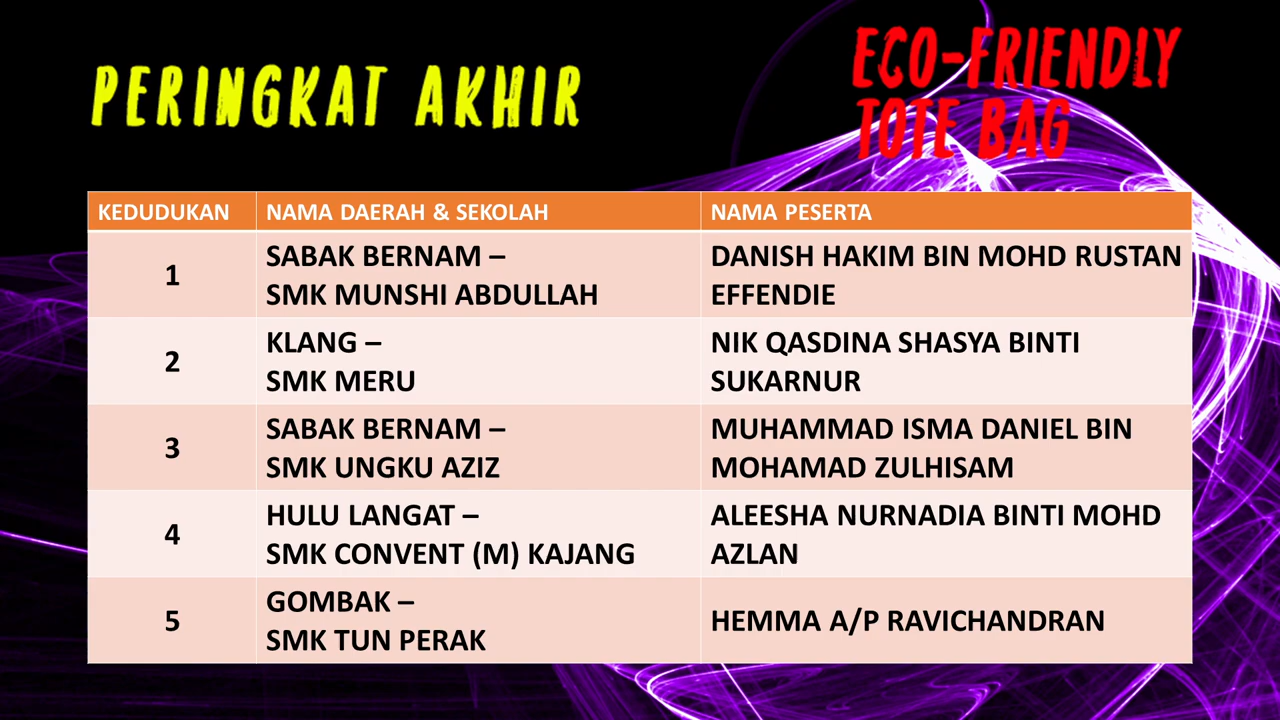 PERINGKAT AKHIR
ECO-FRIENDLY
TOTE BAG
KEDUDUKAN NAMA DAERAH & SEKOLAH NAMA PESERTA
1
SABAK BERNAM –
SMK MUNSHI ABDULLAH
DANISH HAKIM BIN MOHD RUSTAN
EFFENDIE
2
KLANG –
SMK MERU
NIK QASDINA SHASYA BINTI
SUKARNUR
3
SABAK BERNAM –
SMK UNGKU AZIZ
MUHAMMAD ISMA DANIEL BIN
MOHAMAD ZULHISAM
4
HULU LANGAT –
SMK CONVENT (M) KAJANG
ALEESHA NURNADIA BINTI MOHD
AZLAN
5
GOMBAK –
SMK TUN PERAK
HEMMA A/P RAVICHANDRAN